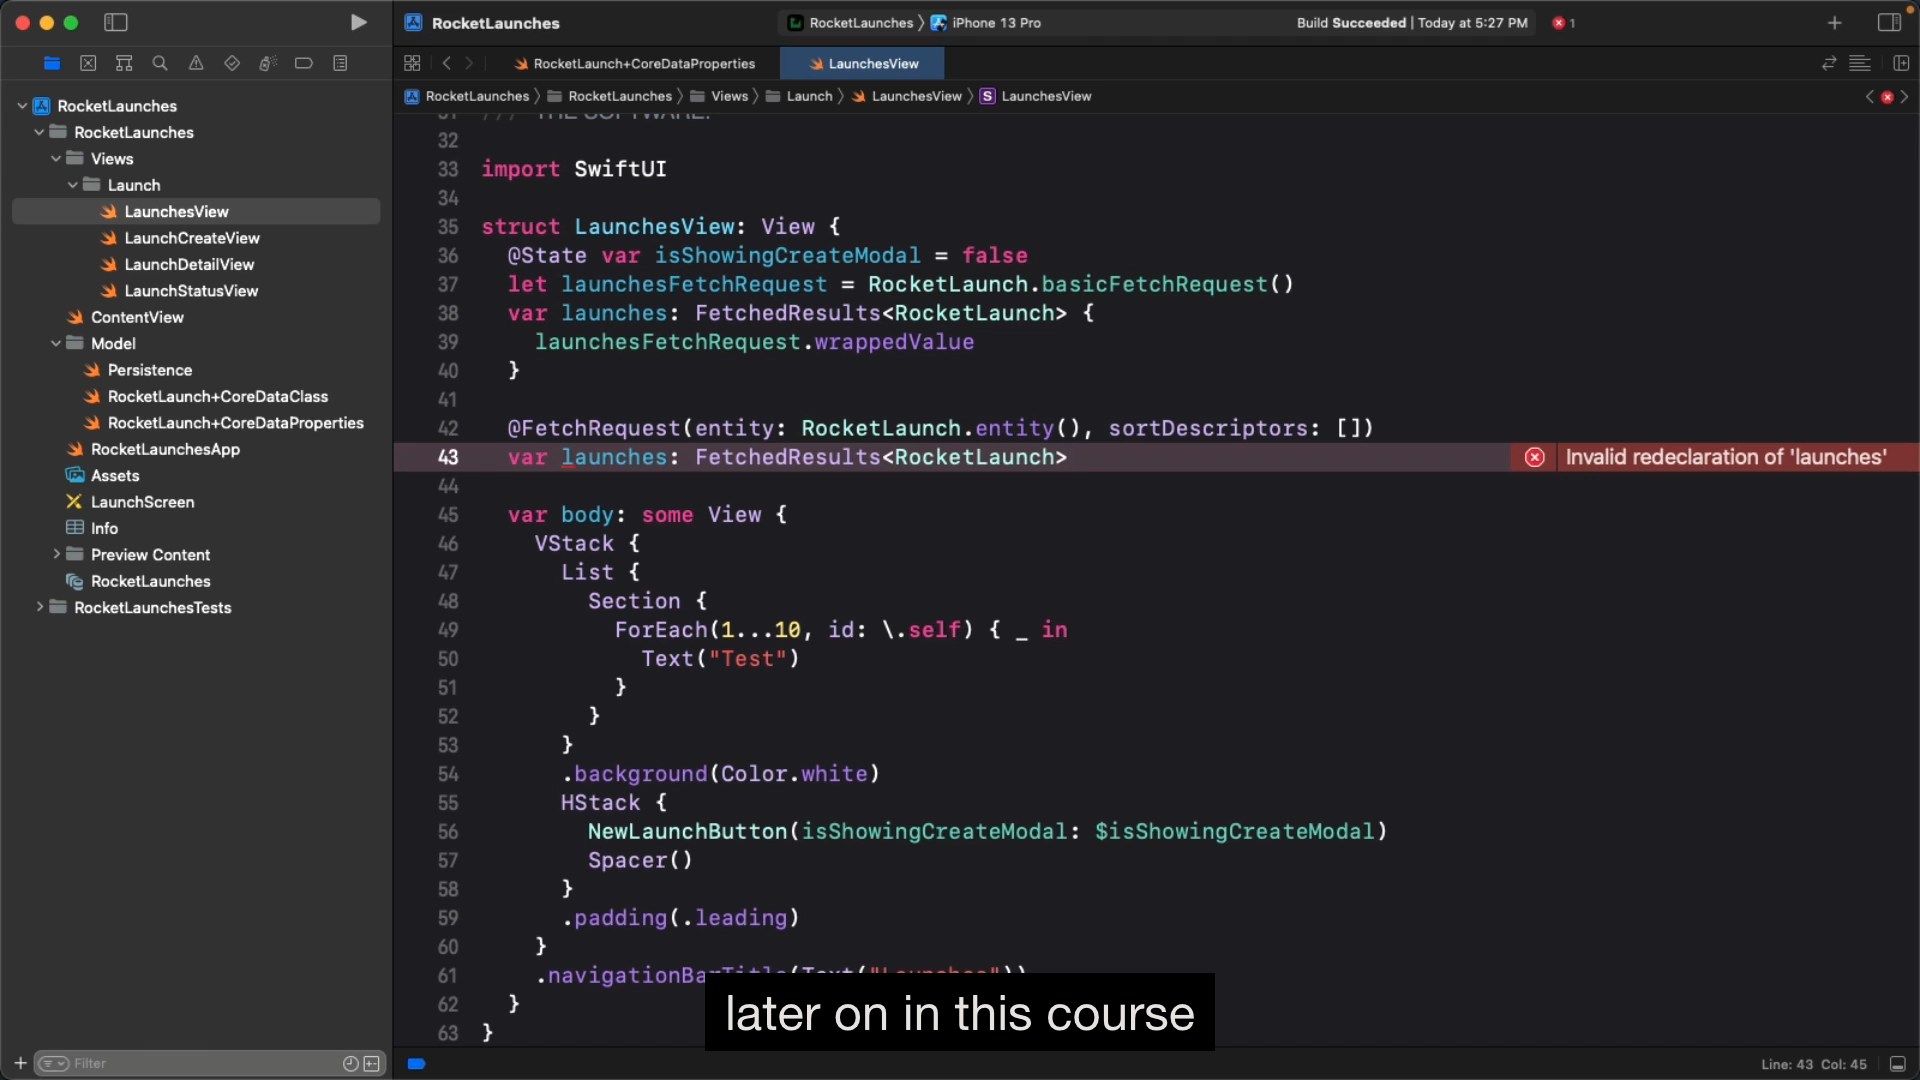 RocketLaunches
RocketLaunches 〉 iPhone 13 Pro
Build Succeeded | Today at 5:27 PM
1
RocketLaunch+CoreDataProperties
LaunchesView
RocketLaunches 〉 RocketLaunches 〉 Views 〉 Launch 〉 LaunchesView 〉 S LaunchesView
RocketLaunches
RocketLaunches
Views
Launch
LaunchesView
LaunchCreateView
LaunchDetailView
LaunchStatusView
ContentView
Model
Persistence
RocketLaunch+CoreDataClass
RocketLaunch+CoreDataProperties
RocketLaunchesApp
Assets
LaunchScreen
Info
Preview Content
RocketLaunches
RocketLaunchesTests
Filter
31 /// THE SOFTWARE.
32
33 import SwiftUI
34
35 struct LaunchesView: View {
36 @State var isShowingCreateModal = false
37 let launchesFetchRequest = RocketLaunch.basicFetchRequest()
38 var launches: FetchedResults<RocketLaunch> {
39 launchesFetchRequest.wrappedValue
40 }
41
42 @FetchRequest(entity: RocketLaunch.entity(), sortDescriptors: [])
43 var launches: FetchedResults<RocketLaunch>
Invalid redeclaration of 'launches'
44
45 var body: some View {
46 VStack {
47 List {
48 Section {
49 ForEach(1...10, id: \.self) { _ in
50 Text("Test")
51 }
52 }
53 }
54 .background(Color.white)
55 HStack {
56 NewLaunchButton(isShowingCreateModal: $isShowingCreateModal)
57 Spacer()
58 }
59 .padding(.leading)
60 }
61 .navigationBarTitle(Text("Launches"))
62 }
63 }
later on in this course
Line: 43 Col: 45